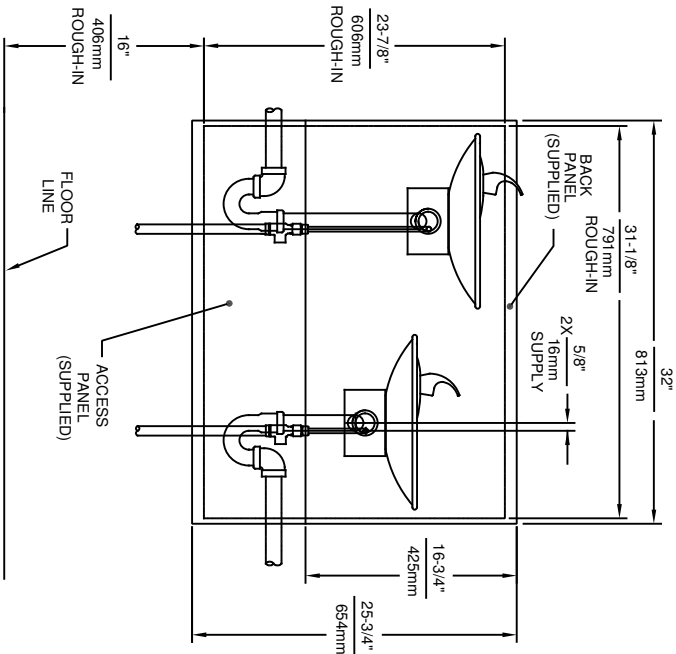 32"
813mm
31-1/8"
791mm
ROUGH-IN
BACK
PANEL
(SUPPLIED)
2X 5/8"
16mm
SUPPLY
23-7/8"
606mm
ROUGH-IN
16-3/4"
425mm
25-3/4"
654mm
16"
406mm
ROUGH-IN
FLOOR
LINE
ACCESS
PANEL
(SUPPLIED)